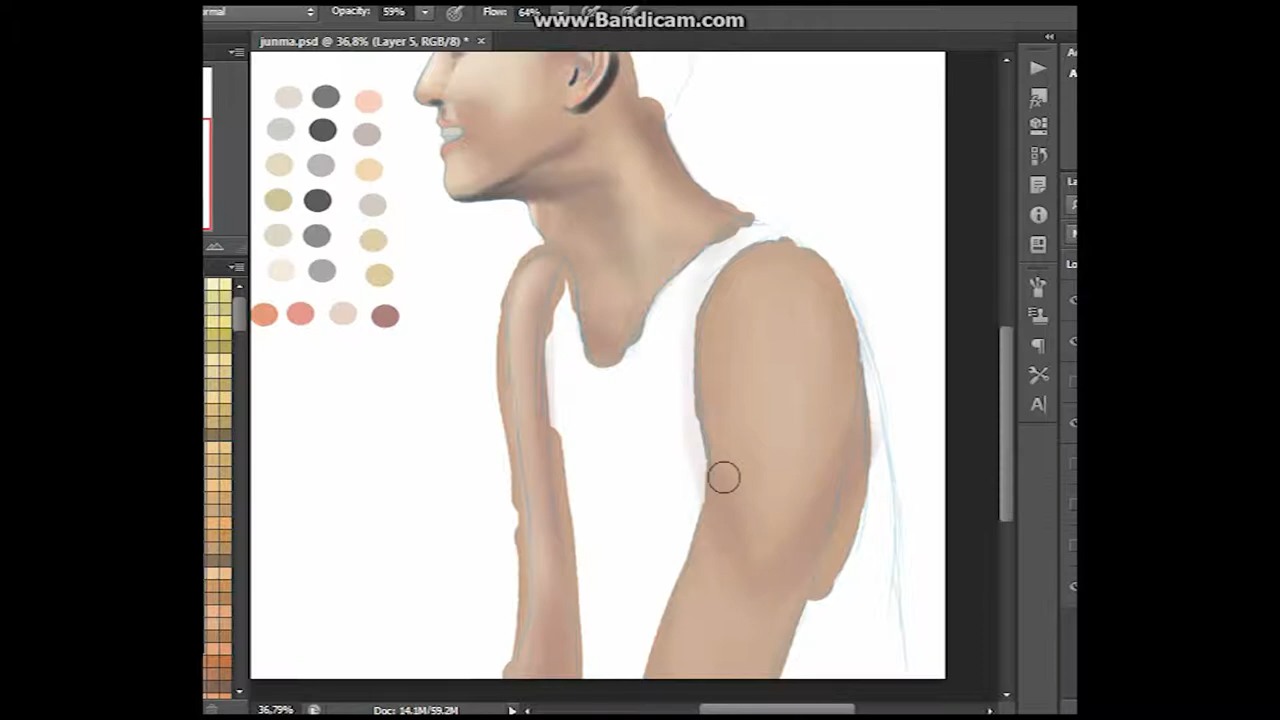 www.Bandicam.com
Opacity: 59% Flow: 64%
junma.psd @ 36,8% (Layer 5, RGB/8) *
36,79% Doc: 14.1M/59.2M